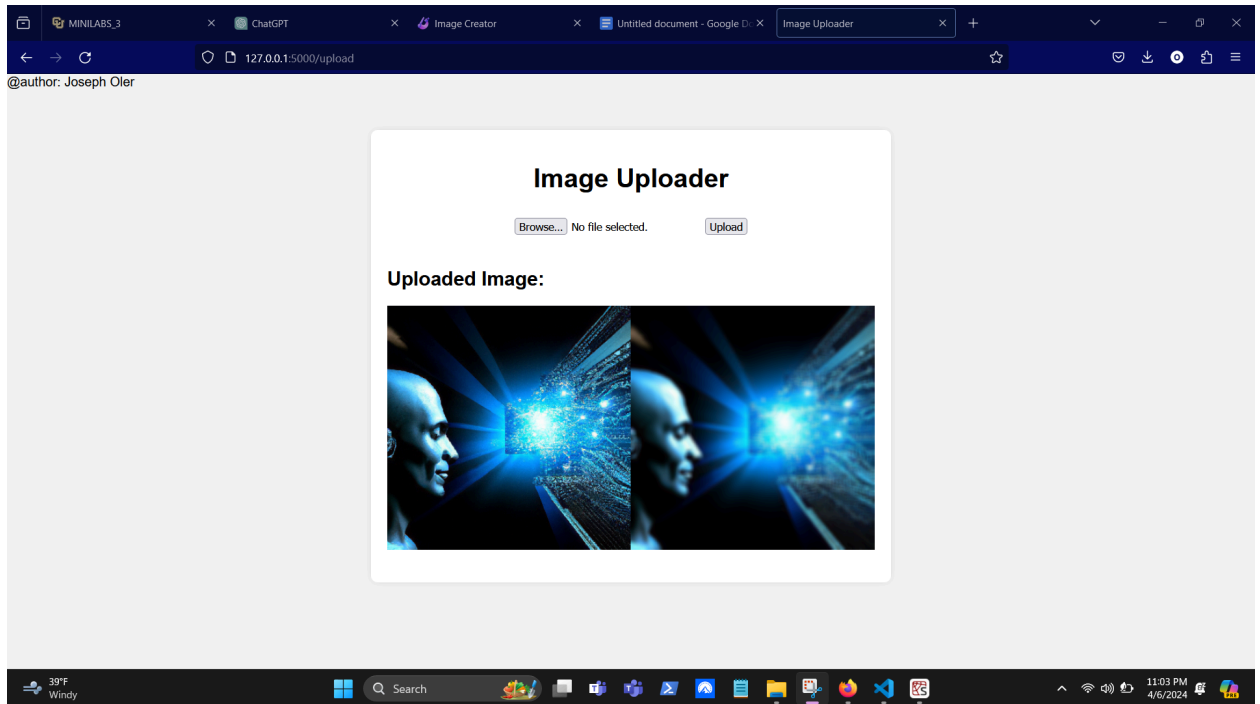 MINILABS_3
ChatGPT
Image Creator
Untitled document - Google Do
Image Uploader
127.0.0.1:5000/upload
@author: Joseph Oler
Image Uploader
Browse... No file selected. Upload
Uploaded Image:
39°F
Windy
Search
11:03 PM
4/6/2024